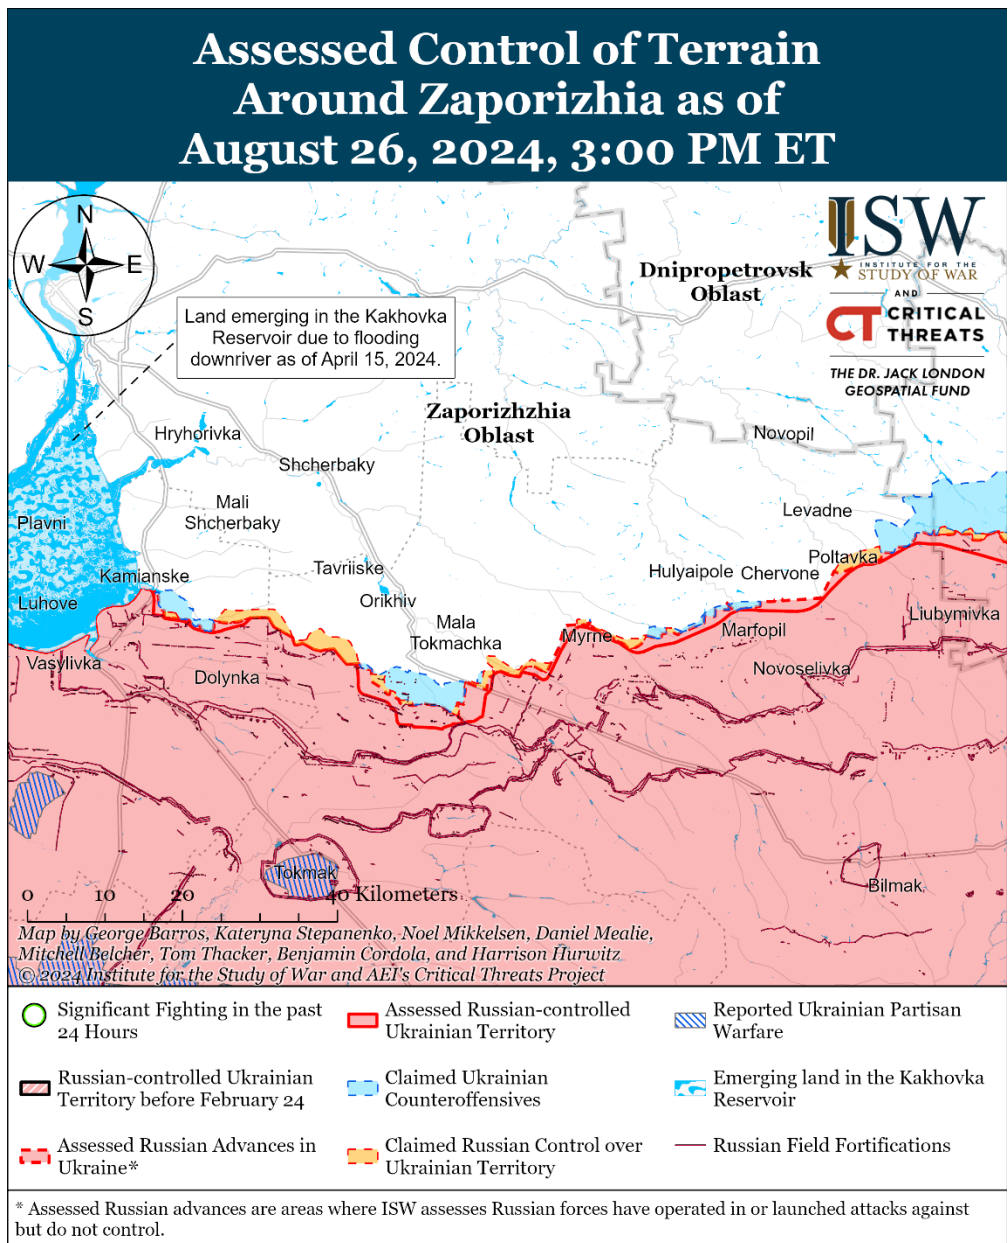 Assessed Control of Terrain
Around Zaporizhia as of
August 26, 2024, 3:00 PM ET
N
W
E
S
ISW
INSTITUTE FOR THE
STUDY OF WAR
AND
CT CRITICAL
THREATS
THE DR. JACK LONDON
GEOSPATIAL FUND
Dnipropetrovsk
Oblast
Land emerging in the Kakhovka
Reservoir due to flooding
downriver as of April 15, 2024.
Zaporizhzhia
Oblast
Hryhorivka
Novopil
Shcherbaky
Mali
Shcherbaky
Levadne
Plavni
Poltavka
Kamianske
Tavriiske
Hulyaipole
Chervone
Luhove
Orikhiv
Liubymivka
Mala
Tokmachka
Myrne
Marfopil
Vasylivka
Dolynka
Novoselivka
Tokmak
Bilmak
0
10
20
40 Kilometers
Map by George Barros, Kateryna Stepanenko, Noel Mikkelsen, Daniel Mealie,
Mitchell Belcher, Tom Thacker, Benjamin Cordola, and Harrison Hurwitz
© 2024 Institute for the Study of War and AEI's Critical Threats Project
Significant Fighting in the past
24 Hours
Assessed Russian-controlled
Ukrainian Territory
Reported Ukrainian Partisan
Warfare
Russian-controlled Ukrainian
Territory before February 24
Claimed Ukrainian
Counteroffensives
Emerging land in the Kakhovka
Reservoir
Assessed Russian Advances in
Ukraine*
Claimed Russian Control over
Ukrainian Territory
Russian Field Fortifications
* Assessed Russian advances are areas where ISW assesses Russian forces have operated in or launched attacks against
but do not control.